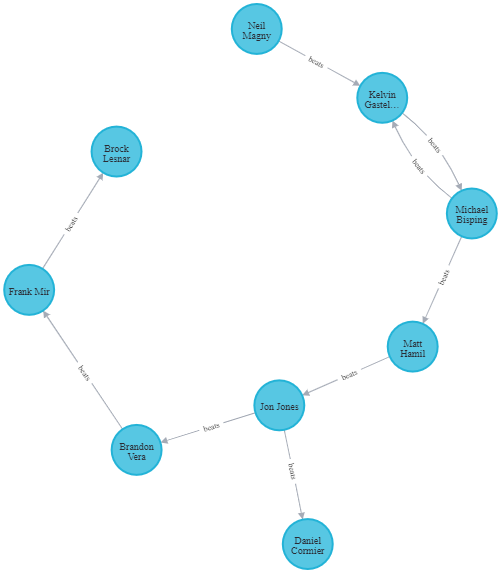 Neil
Magny
beats
Kelvin
Gastel...
beats
beats
Brock
Lesnar
beats
Michael
Bisping
beats
Frank Mir
Matt
Hamil
beats
beats
Jon Jones
beats
Brandon
Vera
beats
Daniel
Cormier